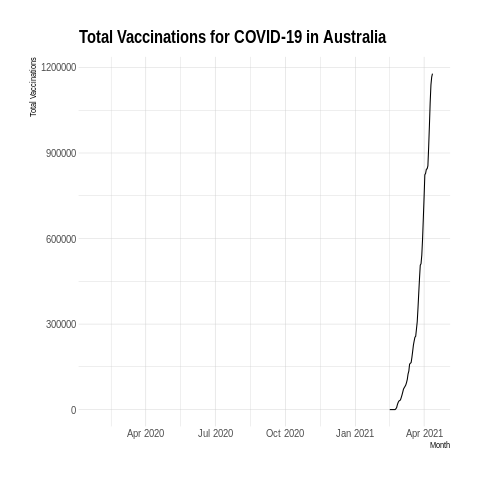 Total Vaccinations for COVID-19 in Australia
Total Vaccinations
1200000
900000
600000
300000
0
Apr 2020 Jul 2020 Oct 2020 Jan 2021 Apr 2021
Month